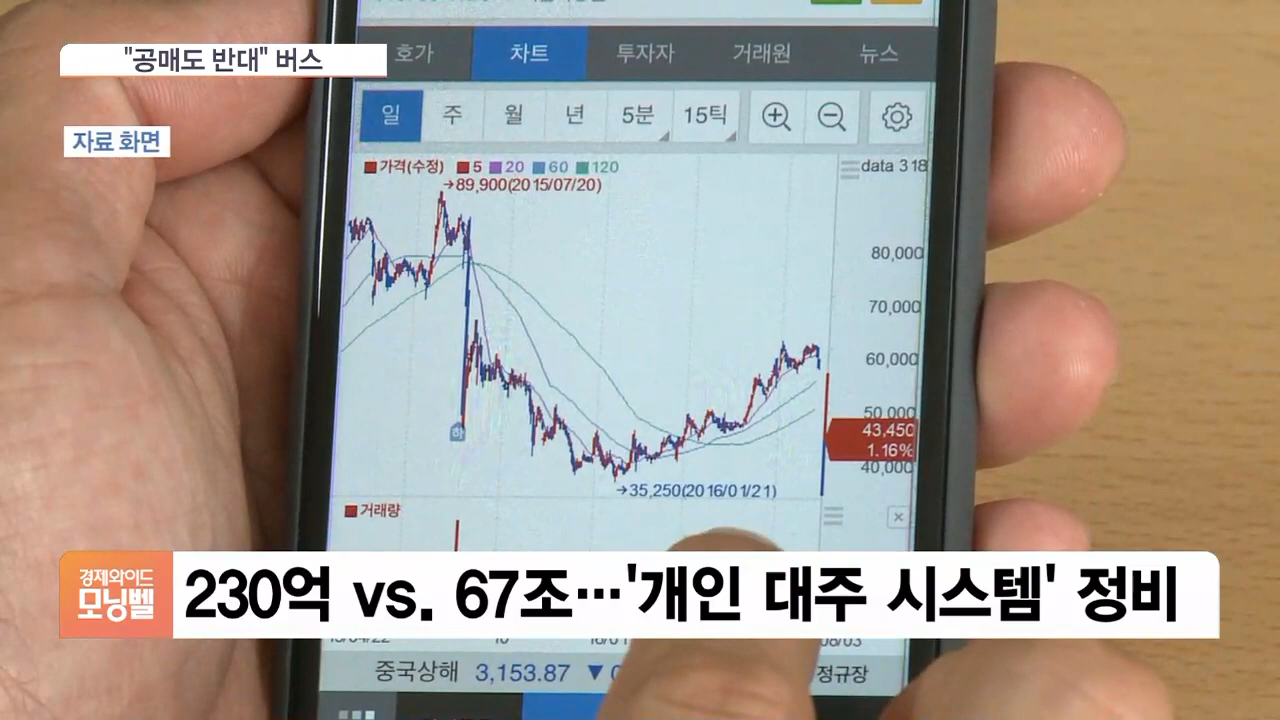 "공매도 반대" 버스
자료 화면
호가 차트 투자자 거래원 뉴스
일 주 월 년 5분 15틱
가격(수정) 5 20 60 120
data 318
89,900(2015/07/20)
80,000
70,000
60,000
50,000
43,450
1.16%
40,000
하
35,250(2016/01/21)
거래량
경제와이드
모닝벨
230억 vs. 67조…'개인 대주 시스템' 정비
중국상해 3,153.87 ▼ 정규장